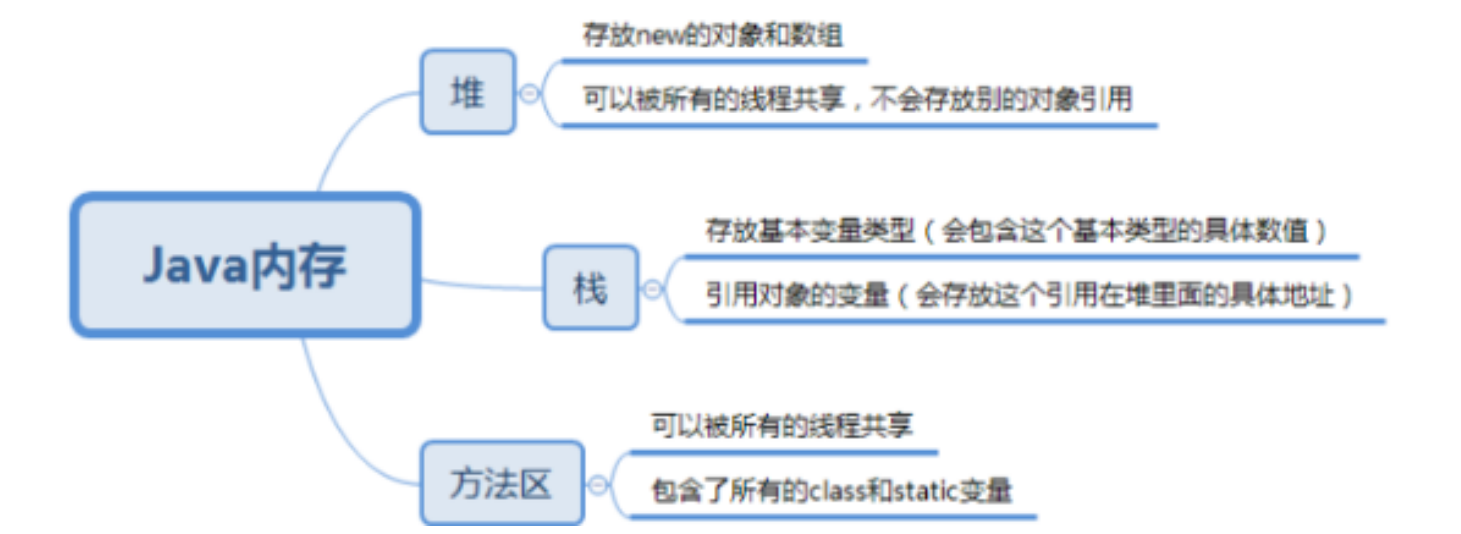 存放new的对象和数组
堆
可以被所有的线程共享，不会存放别的对象引用
Java内存
存放基本变量类型（会包含这个基本类型的具体数值）
栈
引用对象的变量（会存放这个引用在堆里面的具体地址）
可以被所有的线程共享
方法区
包含了所有的class和static变量